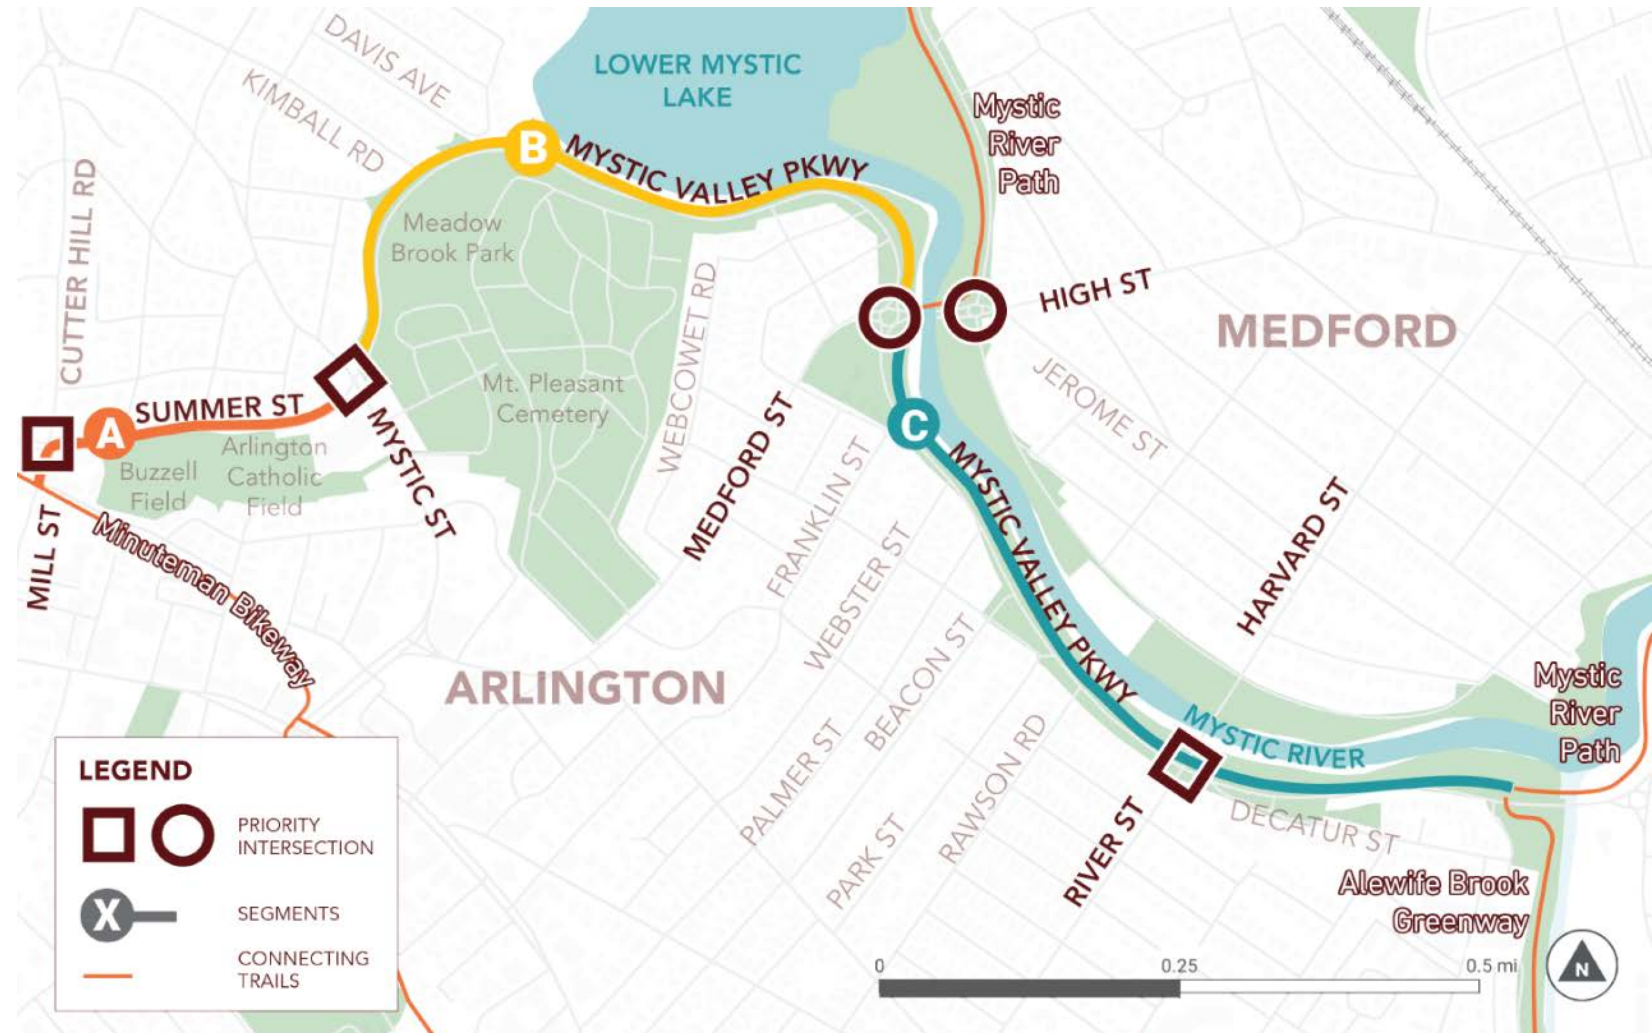 DAVIS AVE
KIMBALL RD
LOWER MYSTIC
LAKE
Mystic
River
Path
B
MYSTIC VALLEY PKWY
CUTTER HILL RD
Meadow
Brook Park
HIGH ST
MEDFORD
WEBCOWET RD
JEROME ST
SUMMER ST
A
Mt. Pleasant
Cemetery
MYSTIC ST
MEDFORD ST
C
Arlington
Catholic
Field
Buzzell
Field
FRANKLIN ST
MYSTIC VALLEY PKWY
HARVARD ST
MILL ST
Minuteman Bikeway
WEBSTER ST
BEACON ST
ARLINGTON
Mystic
River
Path
MYSTIC RIVER
PALMER ST
RAWSON RD
PARK ST
RIVER ST
DECATUR ST
Alewife Brook
Greenway
LEGEND
PRIORITY
INTERSECTION
X
SEGMENTS
CONNECTING
TRAILS
0
0.25
0.5 mi
N